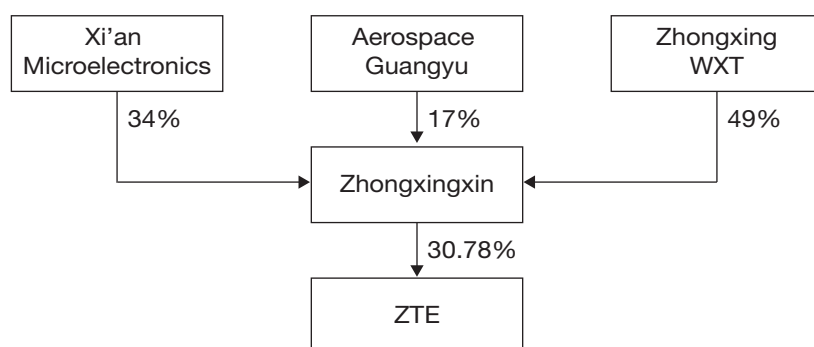 Xi’an
Microelectronics
Aerospace
Guangyu
Zhongxing
WXT
34%
17%
49%
Zhongxingxin
30.78%
ZTE